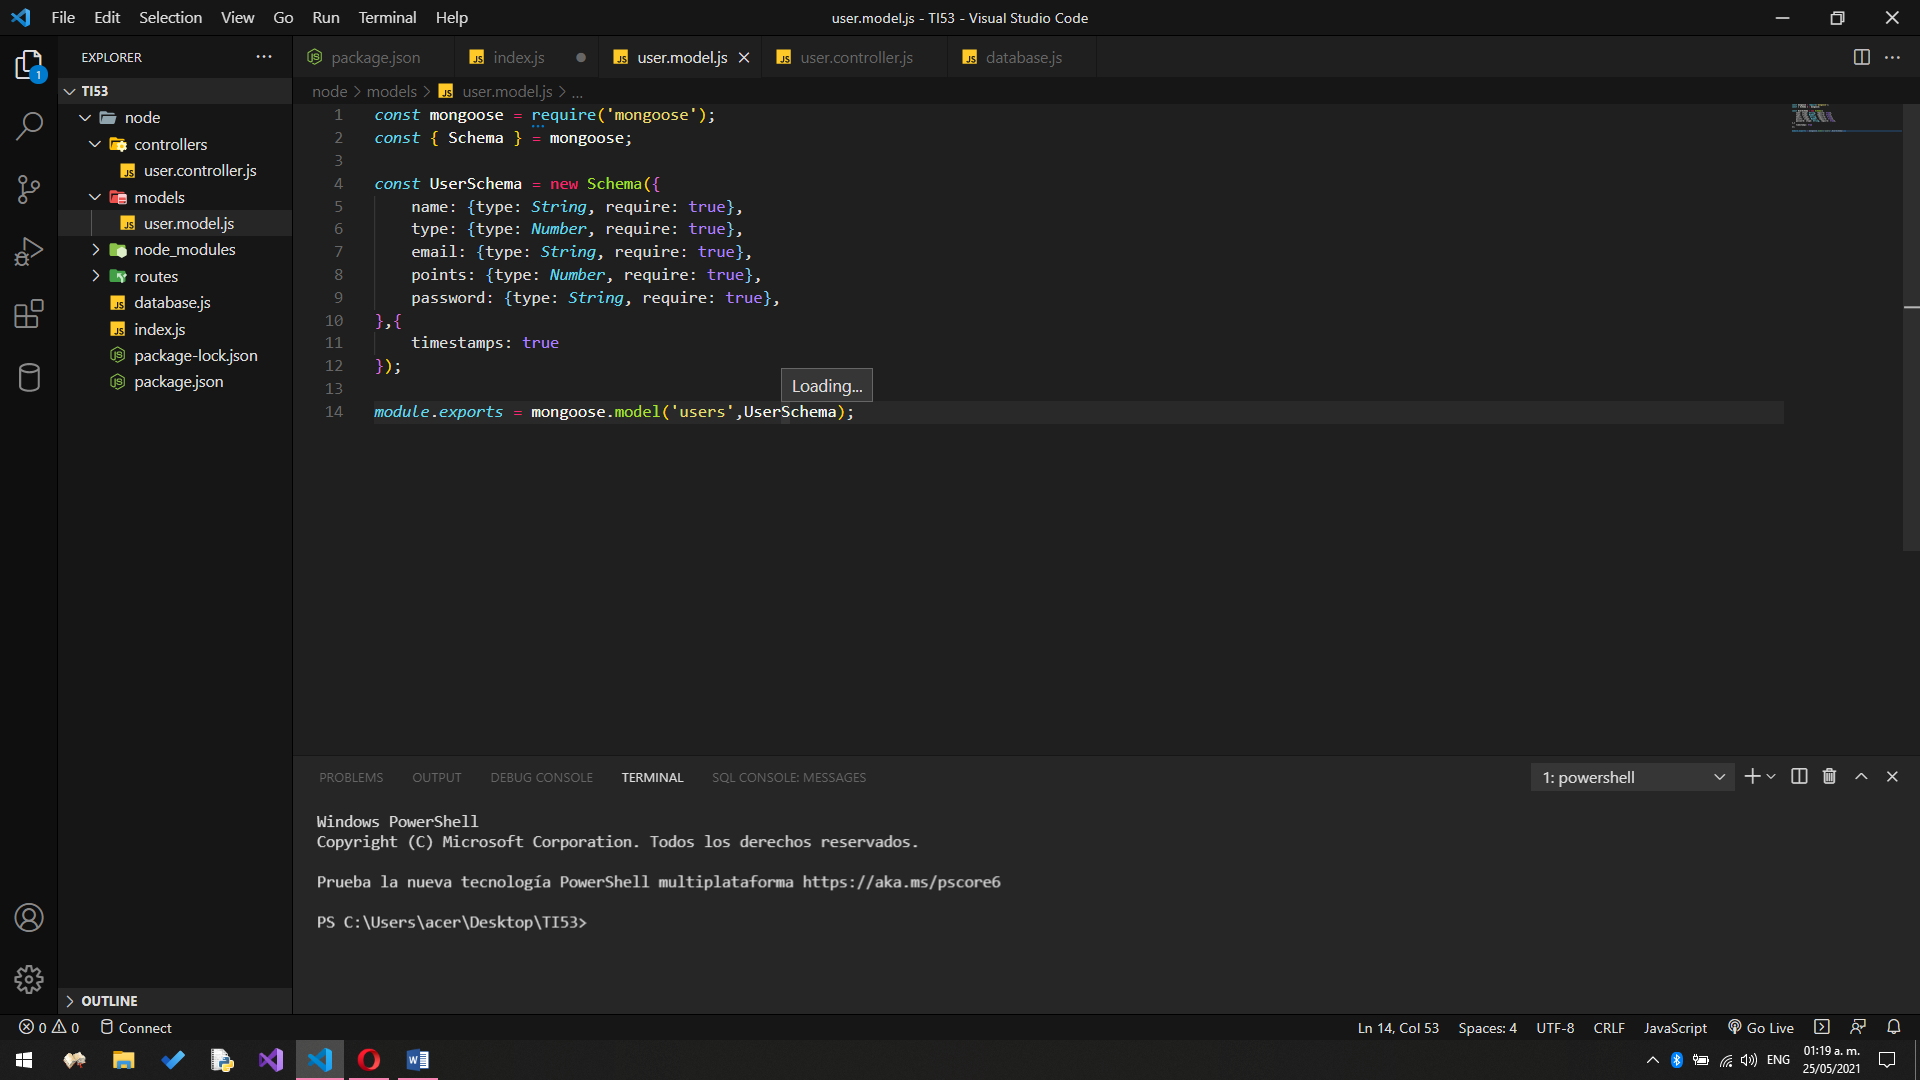 File Edit Selection View Go Run Terminal Help
user.model.js - TI53 - Visual Studio Code
EXPLORER
package.json
index.js
user.model.js
user.controller.js
database.js
1
TI53
node
controllers
user.controller.js
models
user.model.js
node_modules
routes
database.js
index.js
package-lock.json
package.json
OUTLINE
node > models > user.model.js > ...
1 const mongoose = require('mongoose');
2 const { Schema } = mongoose;
3
4 const UserSchema = new Schema({
5 name: {type: String, require: true},
6 type: {type: Number, require: true},
7 email: {type: String, require: true},
8 points: {type: Number, require: true},
9 password: {type: String, require: true},
10 },{
11 timestamps: true
12 });
13
Loading...
14 module.exports = mongoose.model('users',UserSchema);
PROBLEMS OUTPUT DEBUG CONSOLE TERMINAL SQL CONSOLE: MESSAGES
1: powershell
Windows PowerShell
Copyright (C) Microsoft Corporation. Todos los derechos reservados.
Prueba la nueva tecnología PowerShell multiplataforma https://aka.ms/pscore6
PS C:\Users\acer\Desktop\TI53>
0 0 Connect
Ln 14, Col 53 Spaces: 4 UTF-8 CRLF JavaScript Go Live
ENG
01:19 a. m.
25/05/2021